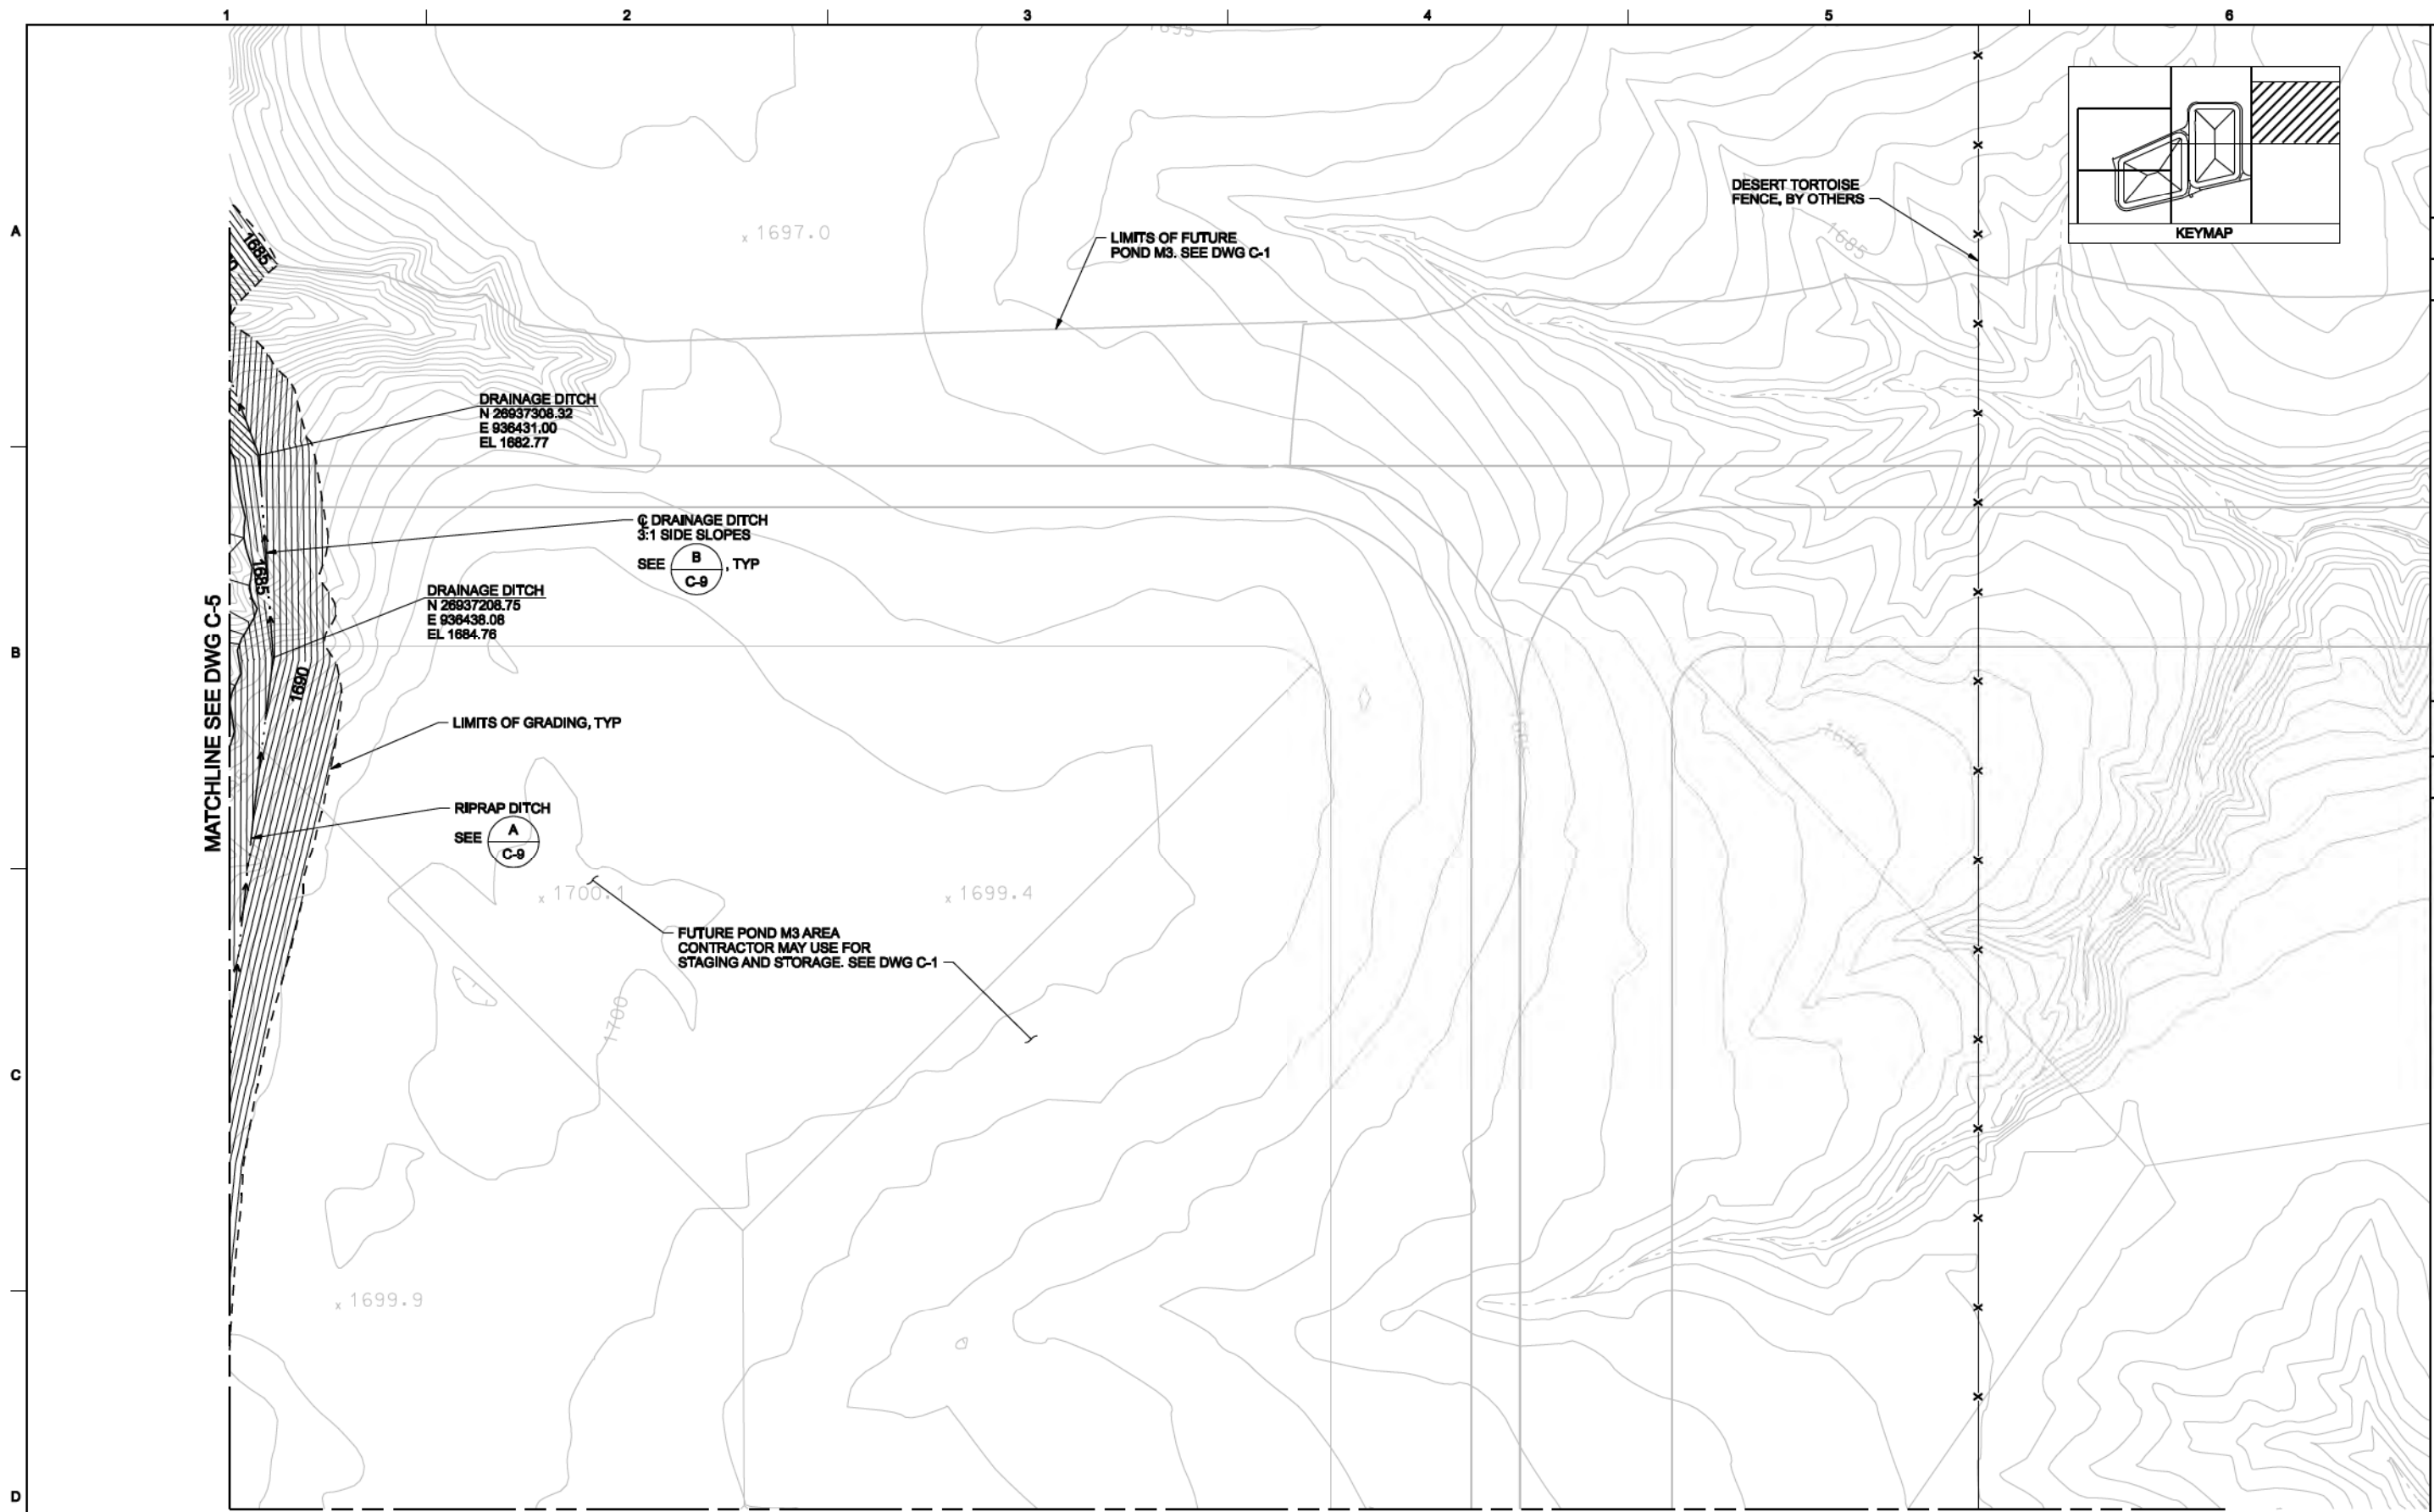 1 2 3 4 5 6
1695
KEYMAP
DESERT TORTOISE
FENCE, BY OTHERS
A
1685
x 1697.0
LIMITS OF FUTURE
POND M3. SEE DWG C-1
1685
DRAINAGE DITCH
N 26937308.32
E 936431.00
EL 1682.77
℄ DRAINAGE DITCH
3:1 SIDE SLOPES
SEE B C-9 , TYP
1685
DRAINAGE DITCH
N 26937208.75
E 936438.08
EL 1684.76
B
MATCHLINE SEE DWG C-5
1690
LIMITS OF GRADING, TYP
1695
1690
RIPRAP DITCH
SEE A C-9
x 1700.1
x 1699.4
FUTURE POND M3 AREA
CONTRACTOR MAY USE FOR
STAGING AND STORAGE. SEE DWG C-1
1700
C
x 1699.9
D